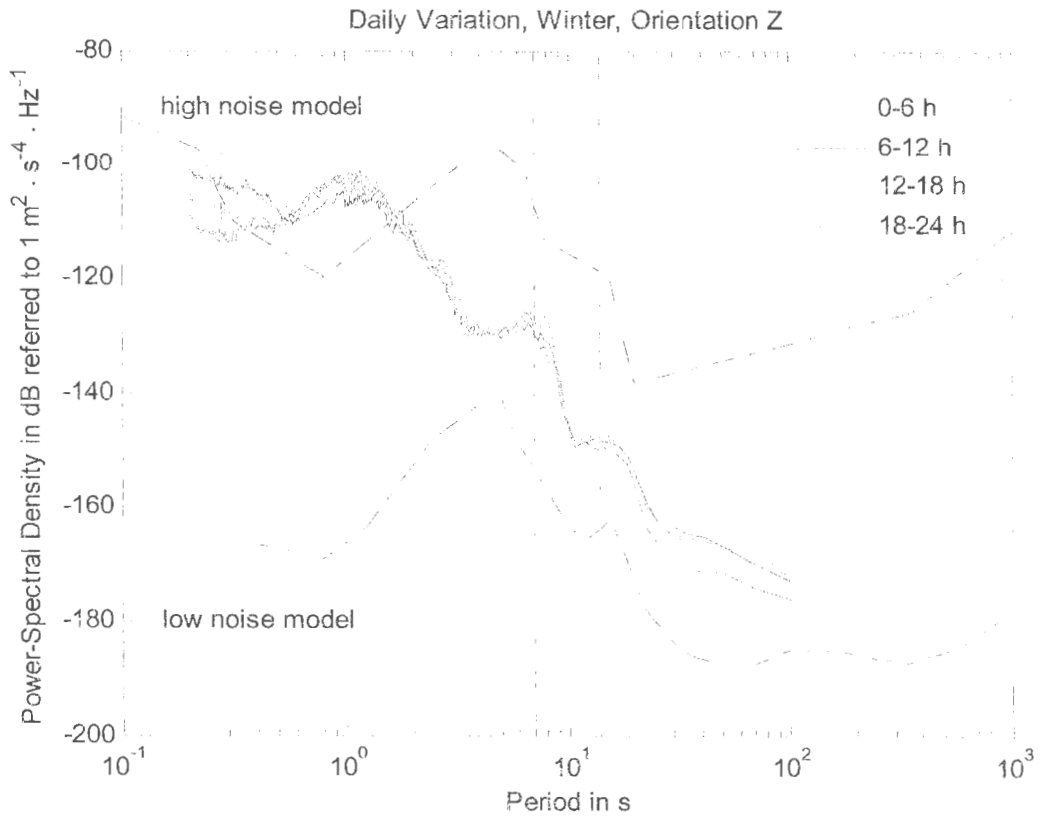 Daily Variation, Winter, Orientation Z
Power-Spectral Density in dB referred to 1 m² · s⁻⁴ · Hz⁻¹
-80
-100
-120
-140
-160
-180
-200
high noise model
low noise model
0-6 h
6-12 h
12-18 h
18-24 h
10⁻¹
10⁰
10¹
10²
10³
Period in s